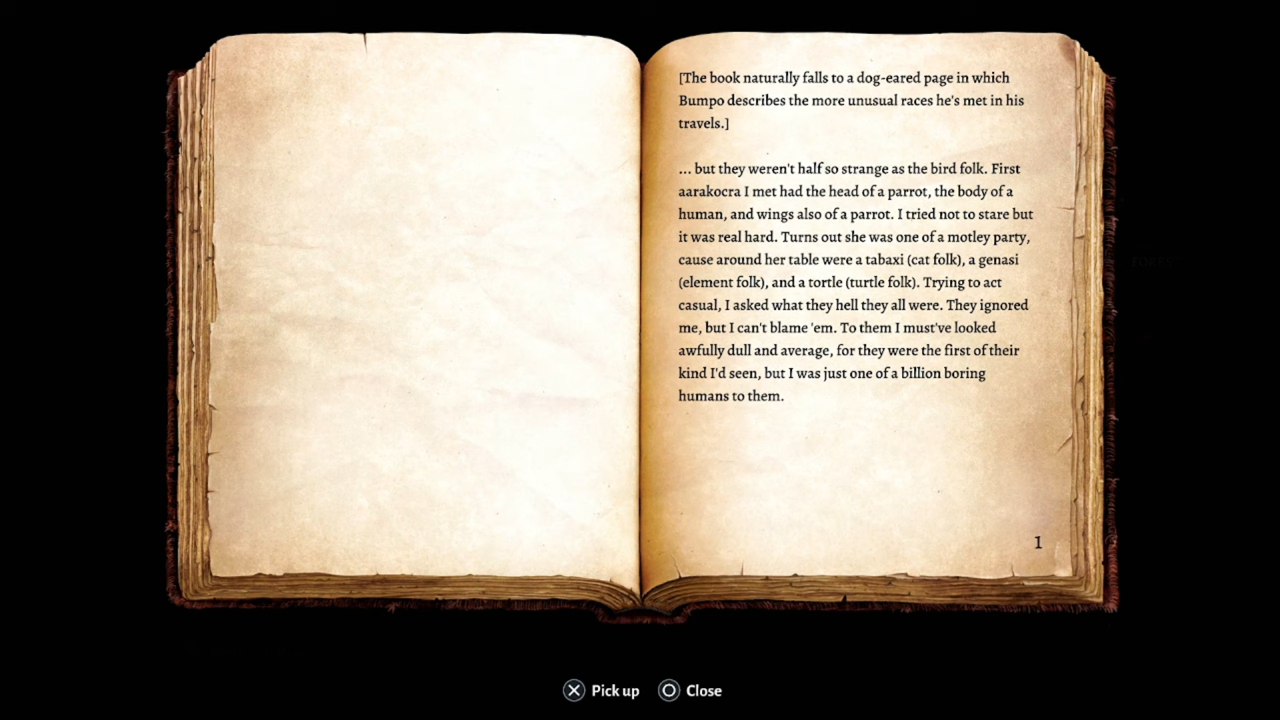 [The book naturally falls to a dog-eared page in which
Bumpo describes the more unusual races he's met in his
travels.]
... but they weren't half so strange as the bird folk. First
aarakocra I met had the head of a parrot, the body of a
human, and wings also of a parrot. I tried not to stare but
it was real hard. Turns out she was one of a motley party,
cause around her table were a tabaxi (cat folk), a genasi
(element folk), and a tortle (turtle folk). Trying to act
casual, I asked what they hell they all were. They ignored
me, but I can't blame 'em. To them I must've looked
awfully dull and average, for they were the first of their
kind I'd seen, but I was just one of a billion boring
humans to them.
1
Pick up
Close